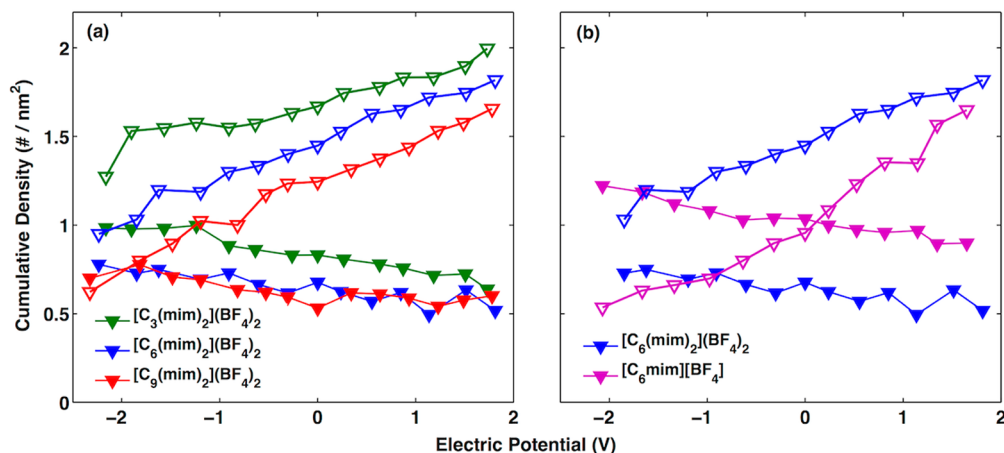 (a)
(b)
Cumulative Density (# / nm²)
2
1.5
1
0.5
0
[C₃(mim)₂](BF₄)₂
[C₆(mim)₂](BF₄)₂
[C₉(mim)₂](BF₄)₂
[C₆(mim)₂](BF₄)₂
[C₆mim][BF₄]
−2 −1 0 1 2
−2 −1 0 1 2
Electric Potential (V)